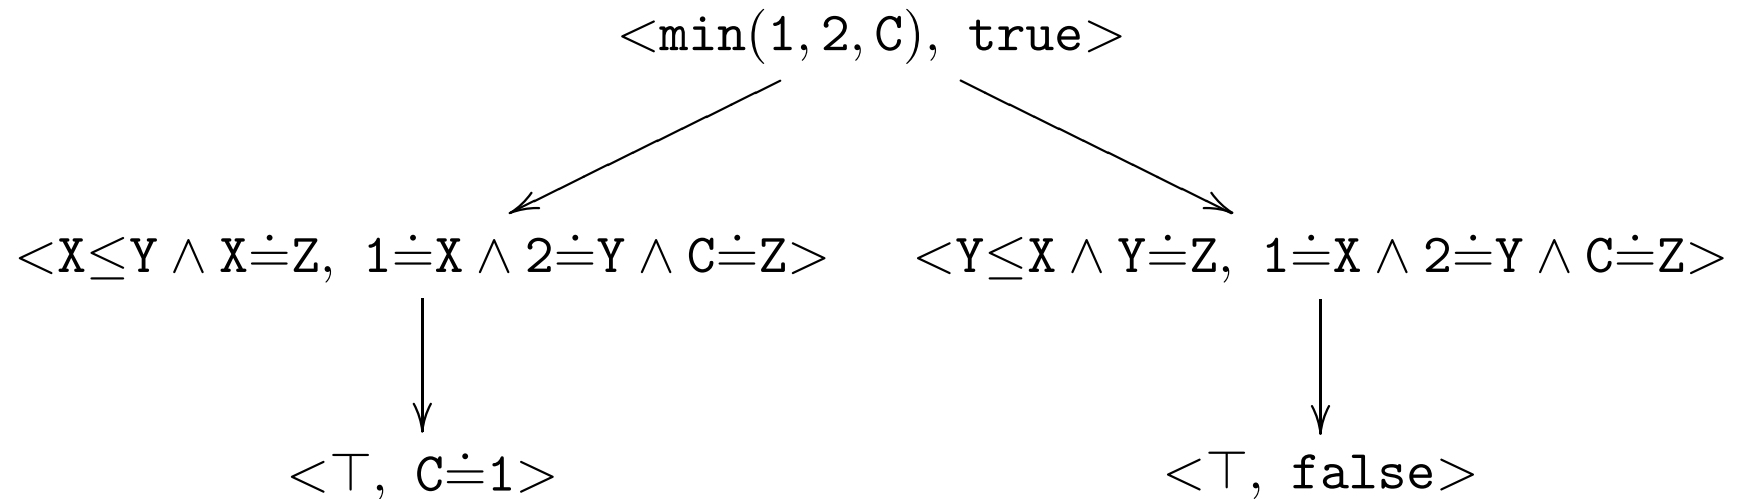 <min(1,2,C), true>
<X≤Y ∧ X≐Z, 1≐X ∧ 2≐Y ∧ C≐Z>
<Y≤X ∧ Y≐Z, 1≐X ∧ 2≐Y ∧ C≐Z>
<⊤, C≐1>
<⊤, false>